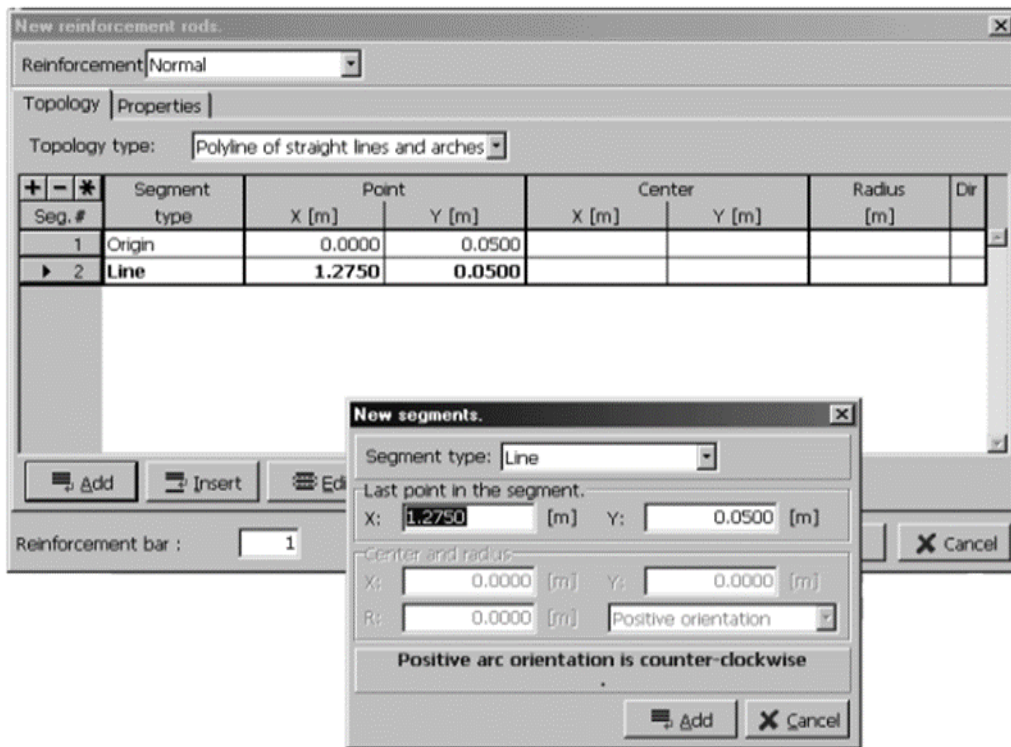 New reinforcement rods.
Reinforcement Normal
Topology Properties
Topology type: Polyline of straight lines and arches
+ - * Segment Point Center Radius Dir
Seg. # type X [m] Y [m] X [m] Y [m] [m]
1 Origin 0.0000 0.0500
2 Line 1.2750 0.0500
New segments.
Segment type: Line
Add Insert Edi
Last point in the segment.
X: 1.2750 [m] Y: 0.0500 [m]
Reinforcement bar : 1 Cancel
Center and radius
X: 0.0000 [m] Y: 0.0000 [m]
R: 0.0000 [m] Positive orientation
Positive arc orientation is counter-clockwise
.
Add Cancel